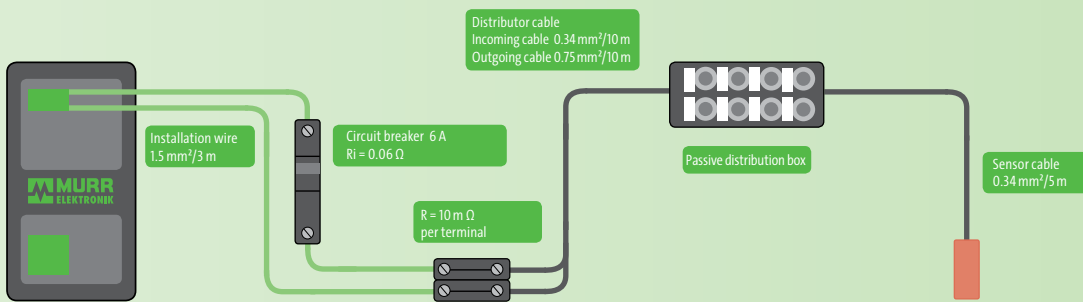 Distributor cable
Incoming cable 0.34 mm²/10 m
Outgoing cable 0.75 mm²/10 m
Installation wire
1.5 mm²/3 m
Circuit breaker 6 A
Ri = 0.06 Ω
Passive distribution box
Sensor cable
0.34 mm²/5 m
MURR
ELEKTRONIK
R = 10 m Ω
per terminal